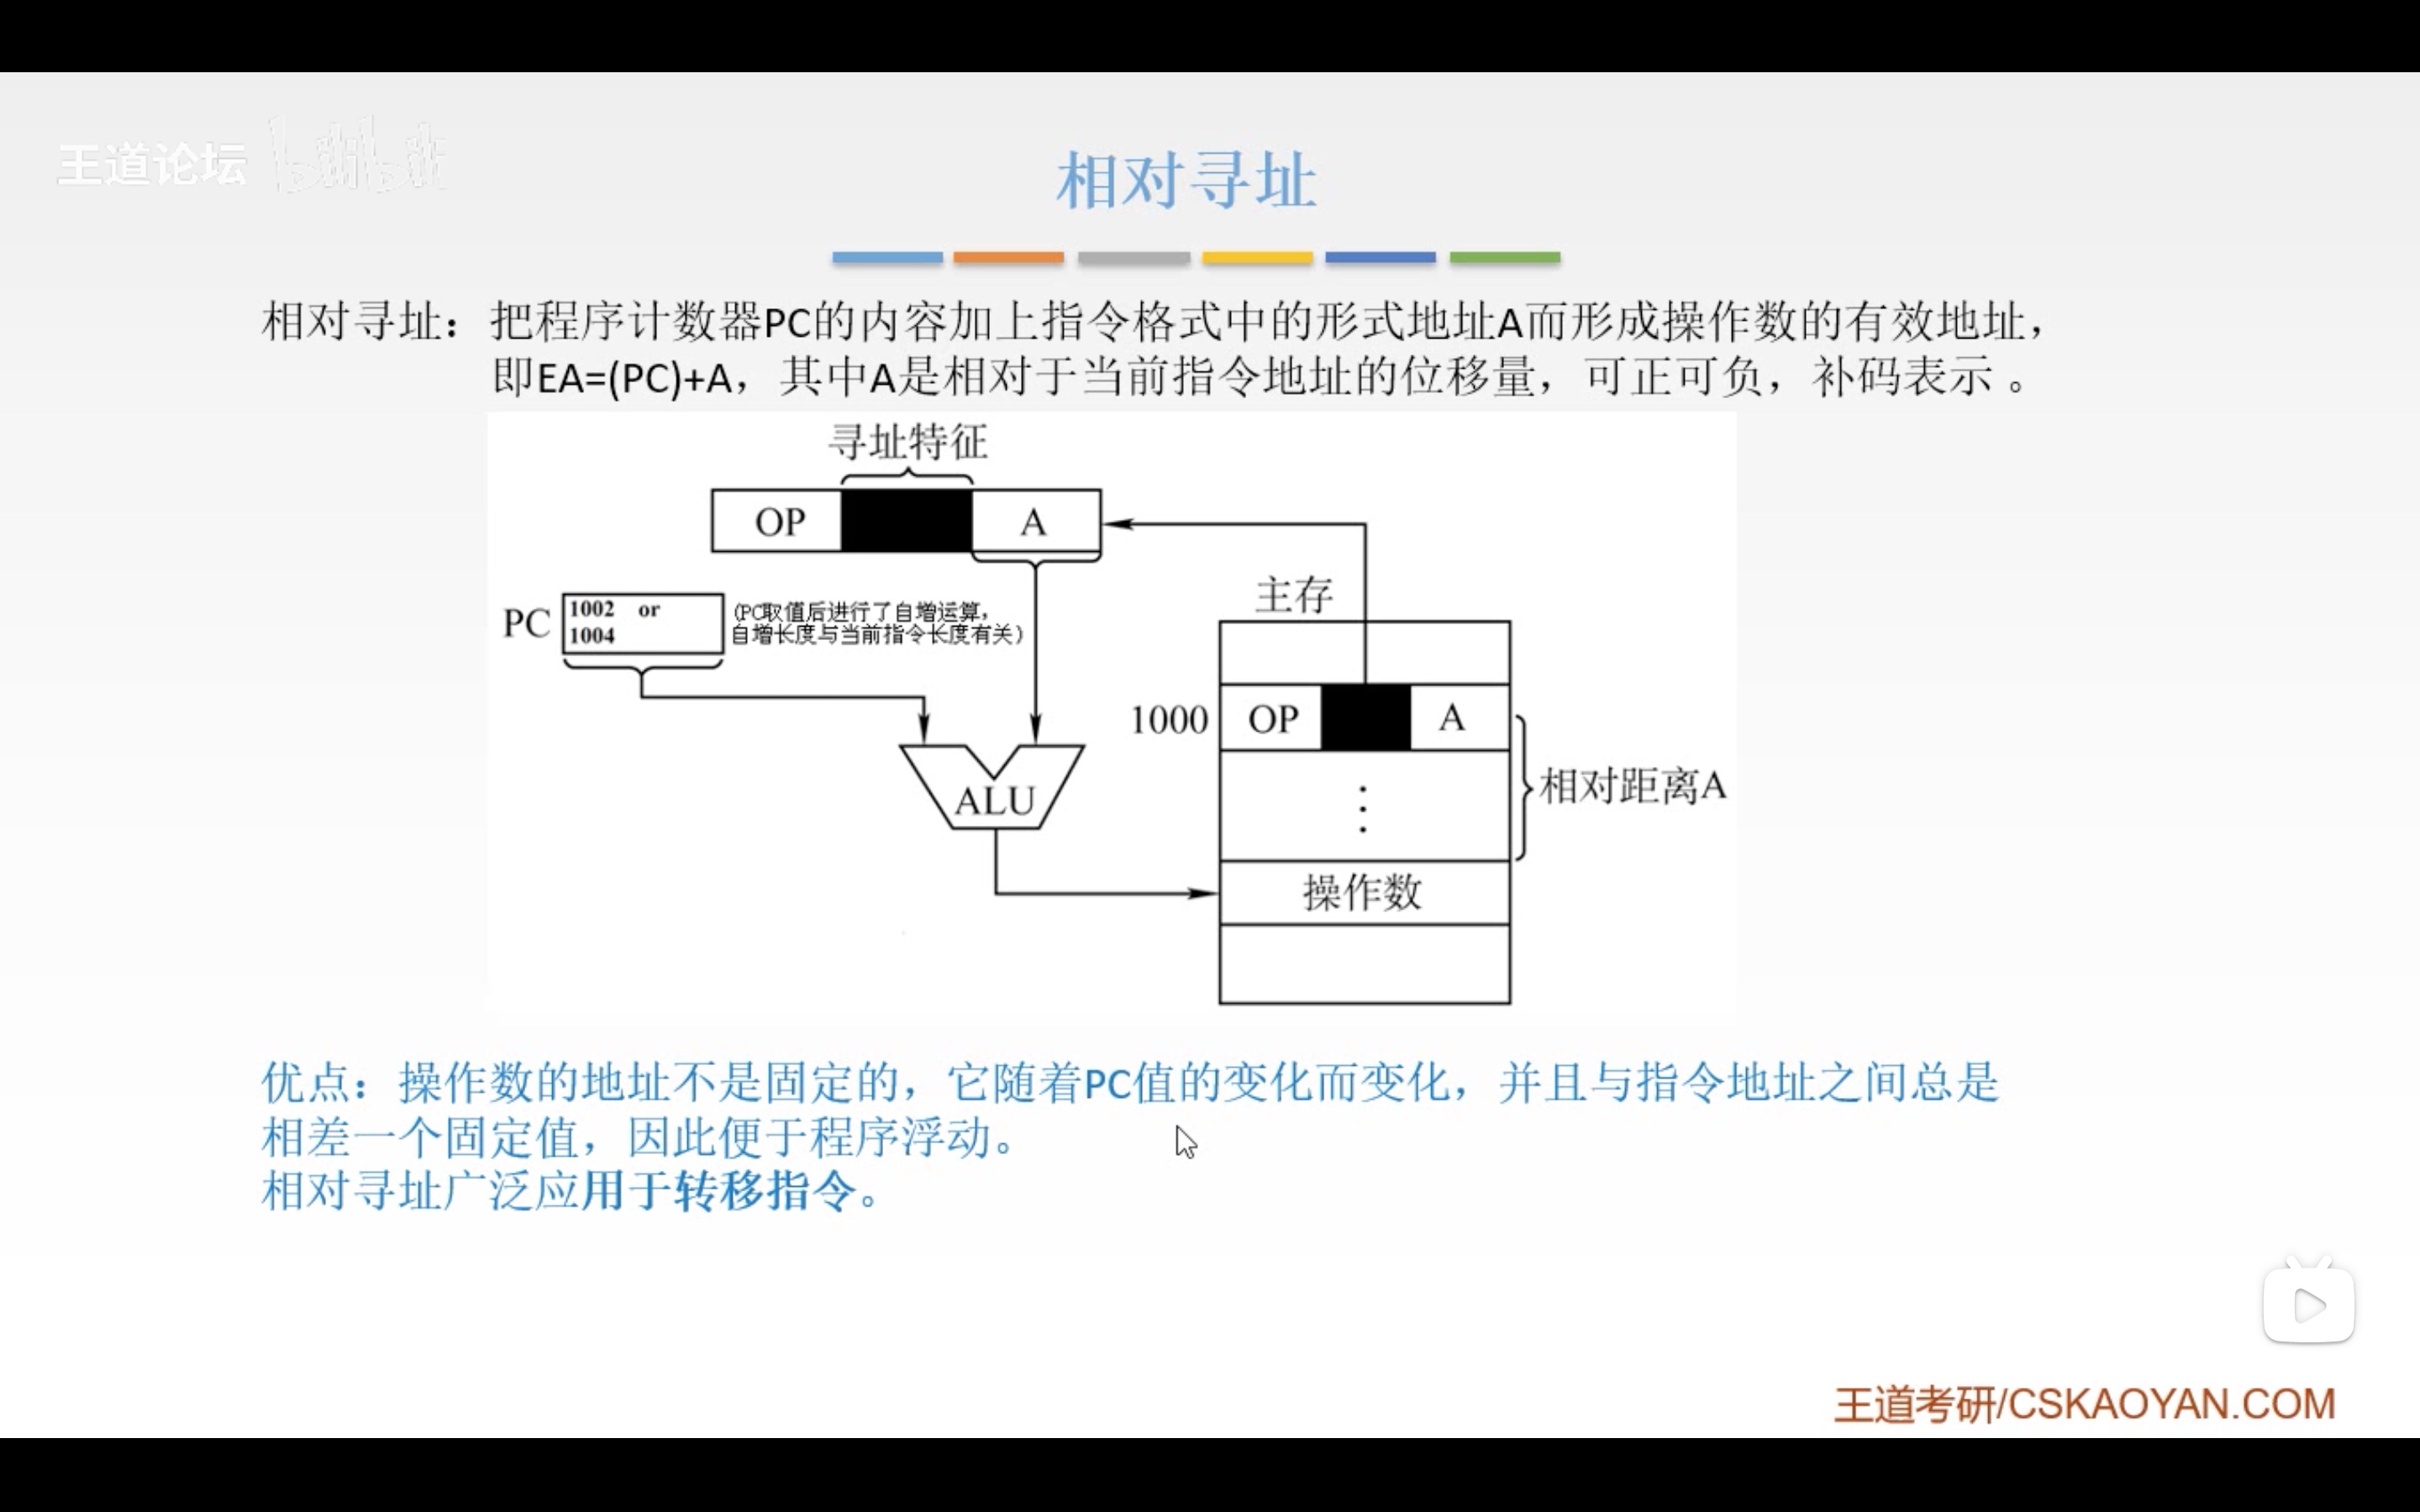 王道论坛 bilibili
相对寻址
相对寻址：把程序计数器PC的内容加上指令格式中的形式地址A而形成操作数的有效地址，
即EA=(PC)+A，其中A是相对于当前指令地址的位移量，可正可负，补码表示 。
寻址特征
OP A
主存
PC 1002 or (PC取值后进行了自增运算，
1004 自增长度与当前指令长度有关)
1000 OP A
ALU
相对距离A
操作数
优点：操作数的地址不是固定的，它随着PC值的变化而变化，并且与指令地址之间总是
相差一个固定值，因此便于程序浮动。
相对寻址广泛应用于转移指令。
王道考研/CSKAOYAN.COM